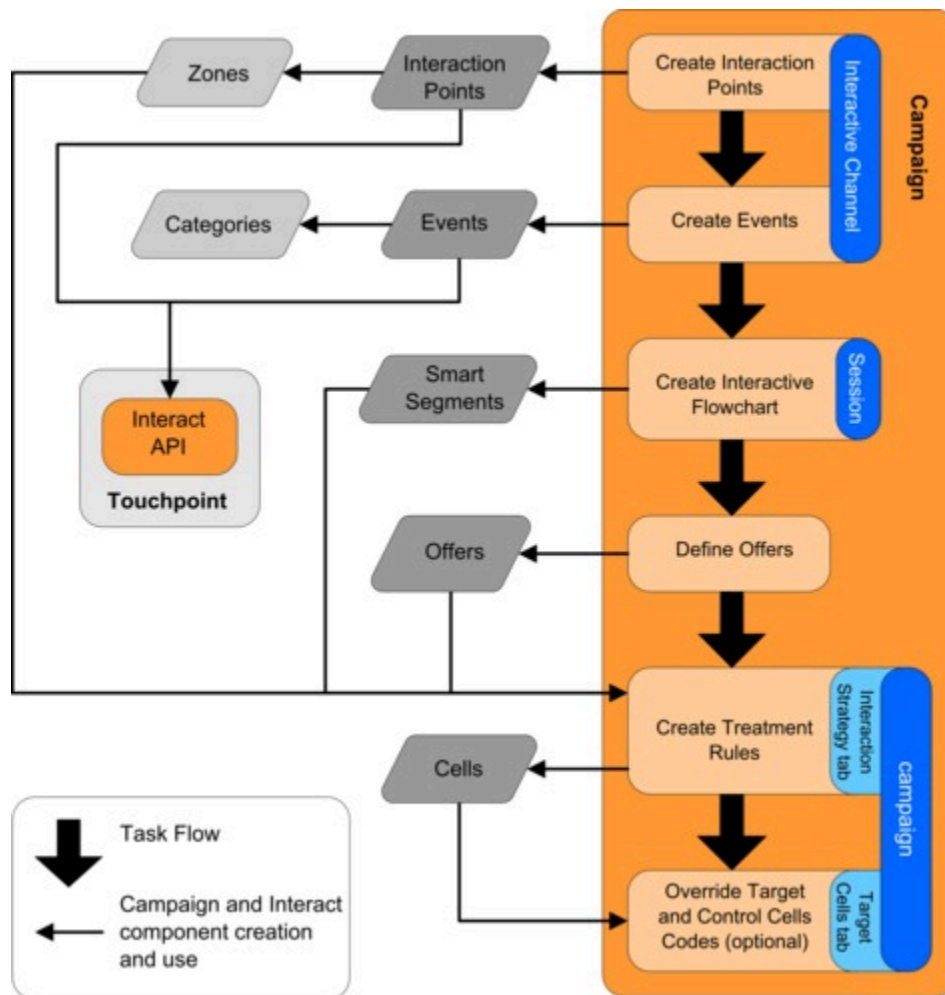 Zones
Interaction
Points
Create Interaction
Points
Interactive Channel
Campaign
Categories
Events
Create Events
Smart
Segments
Create Interactive
Flowchart
Session
Interact
API
Touchpoint
Offers
Define Offers
Create Treatment
Rules
Interaction
Strategy tab
campaign
Cells
Override Target
and Control Cells
Codes (optional)
Target
Cells tab
Task Flow
Campaign and Interact
component creation
and use